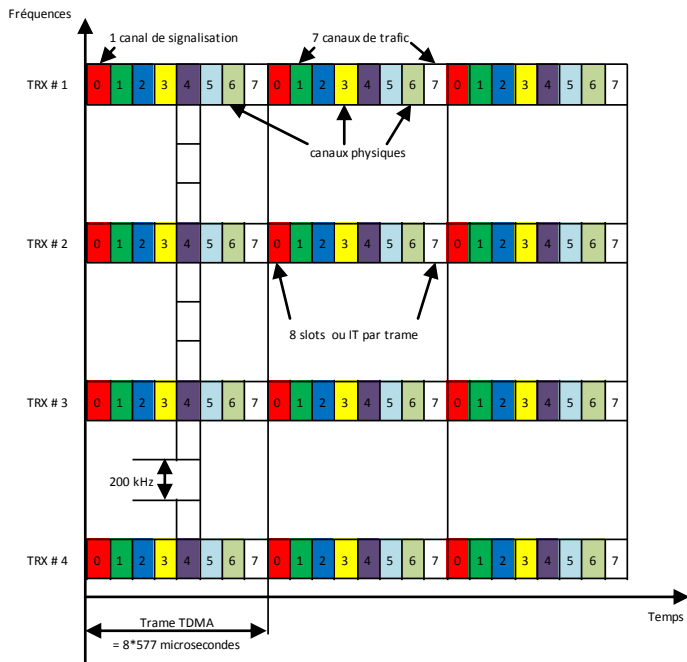 Fréquences
1 canal de signalisation
7 canaux de trafic
TRX # 1
0 1 2 3 4 5 6 7 0 1 2 3 4 5 6 7 0 1 2 3 4 5 6 7
canaux physiques
TRX # 2
0 1 2 3 4 5 6 7 0 1 2 3 4 5 6 7 0 1 2 3 4 5 6 7
8 slots ou IT par trame
TRX # 3
0 1 2 3 4 5 6 7 0 1 2 3 4 5 6 7 0 1 2 3 4 5 6 7
200 kHz
TRX # 4
0 1 2 3 4 5 6 7 0 1 2 3 4 5 6 7 0 1 2 3 4 5 6 7
Temps
Trame TDMA
= 8*577 microsecondes